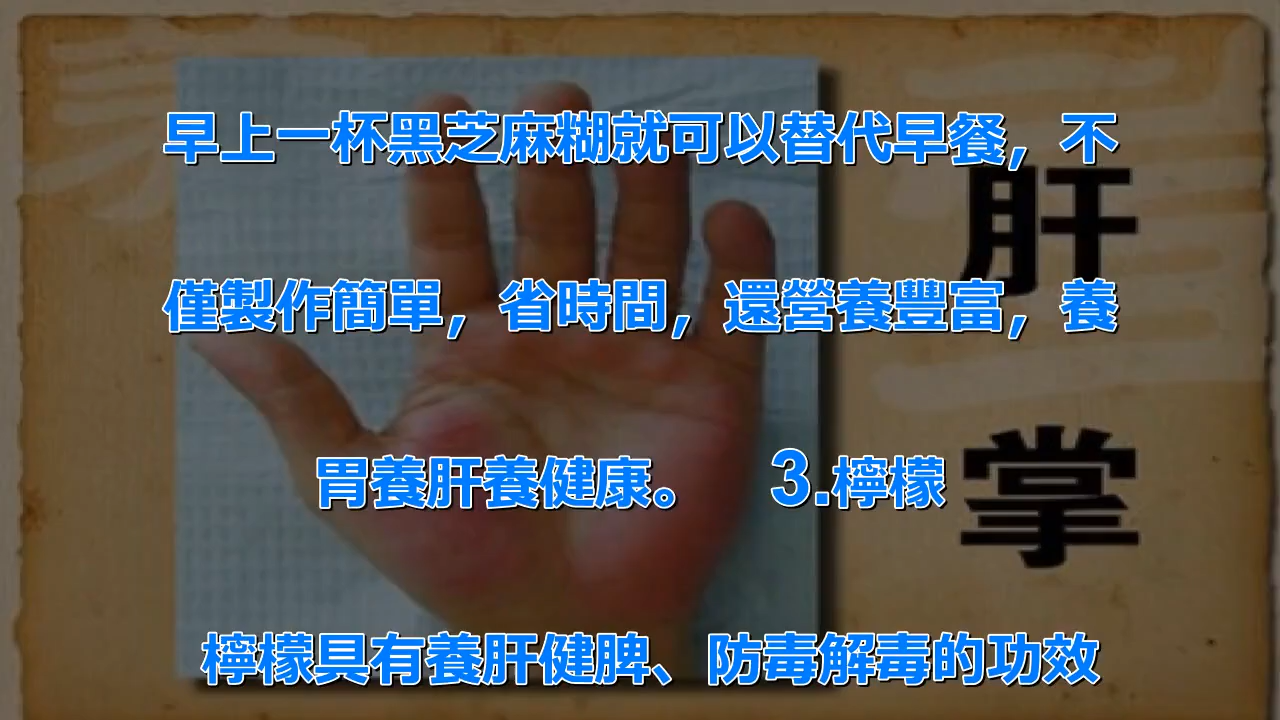 早上一杯黑芝麻糊就可以替代早餐，不
僅製作簡單，省時間，還營養豐富，養
胃養肝養健康。 3.檸檬
檸檬具有養肝健脾、防毒解毒的功效
肝掌